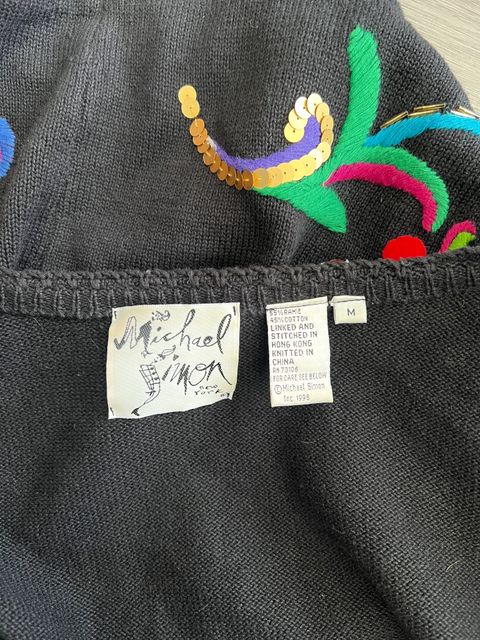 Michael
Simon
new
York
55% RAMIE
45% COTTON
LINKED AND
STITCHED IN
HONG KONG
KNITTED IN
CHINA
RN 73106
FOR CARE SEE BELOW
©Michael Simon
Inc. 1998
M